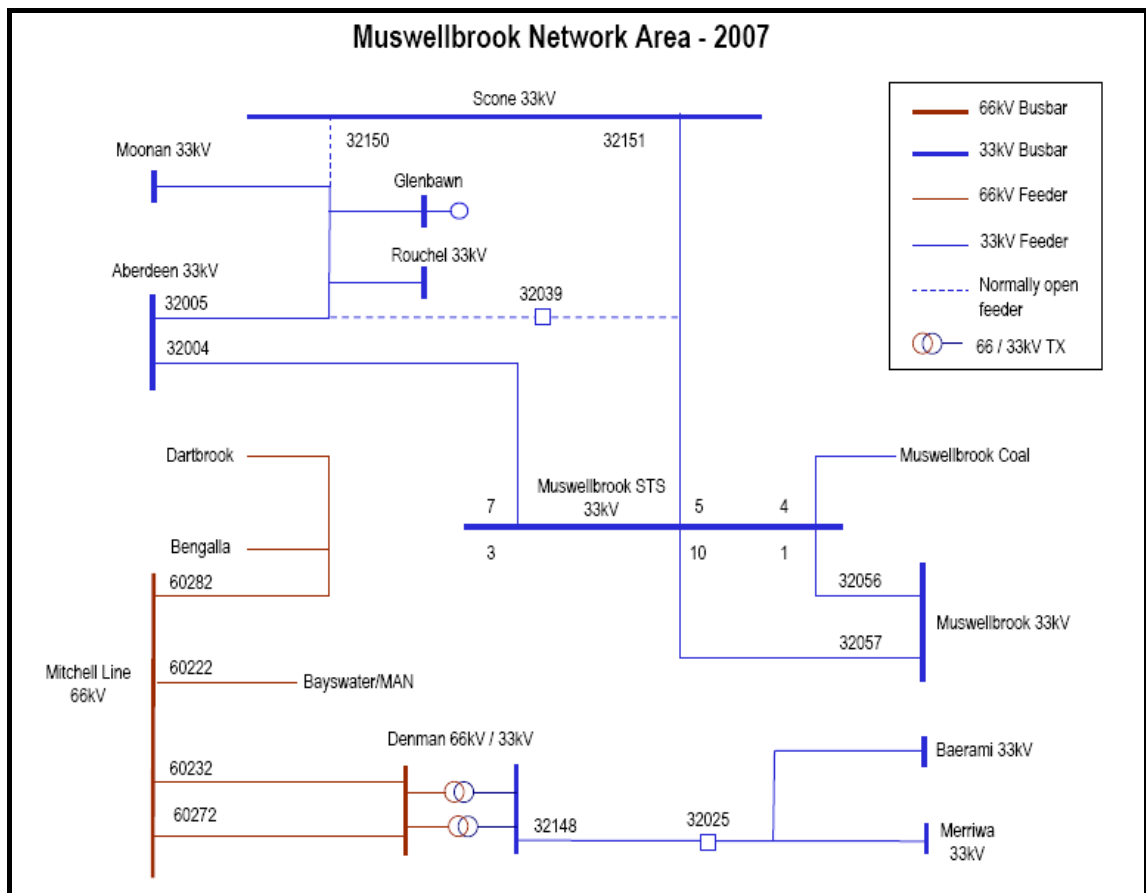 Muswellbrook Network Area - 2007
Scone 33kV
32150
32151
Moonan 33kV
Glenbawn
Rouchel 33kV
Aberdeen 33kV
32005
32039
32004
66kV Busbar
33kV Busbar
66kV Feeder
33kV Feeder
Normally open
feeder
66 / 33kV TX
Dartbrook
Muswellbrook Coal
Muswellbrook STS
33kV
7
5
4
3
10
1
Bengalla
60282
32056
Muswellbrook 33kV
32057
Mitchell Line
66kV
60222
Bayswater/MAN
Denman 66kV / 33kV
60232
60272
32148
32025
Baerami 33kV
Merriwa
33kV